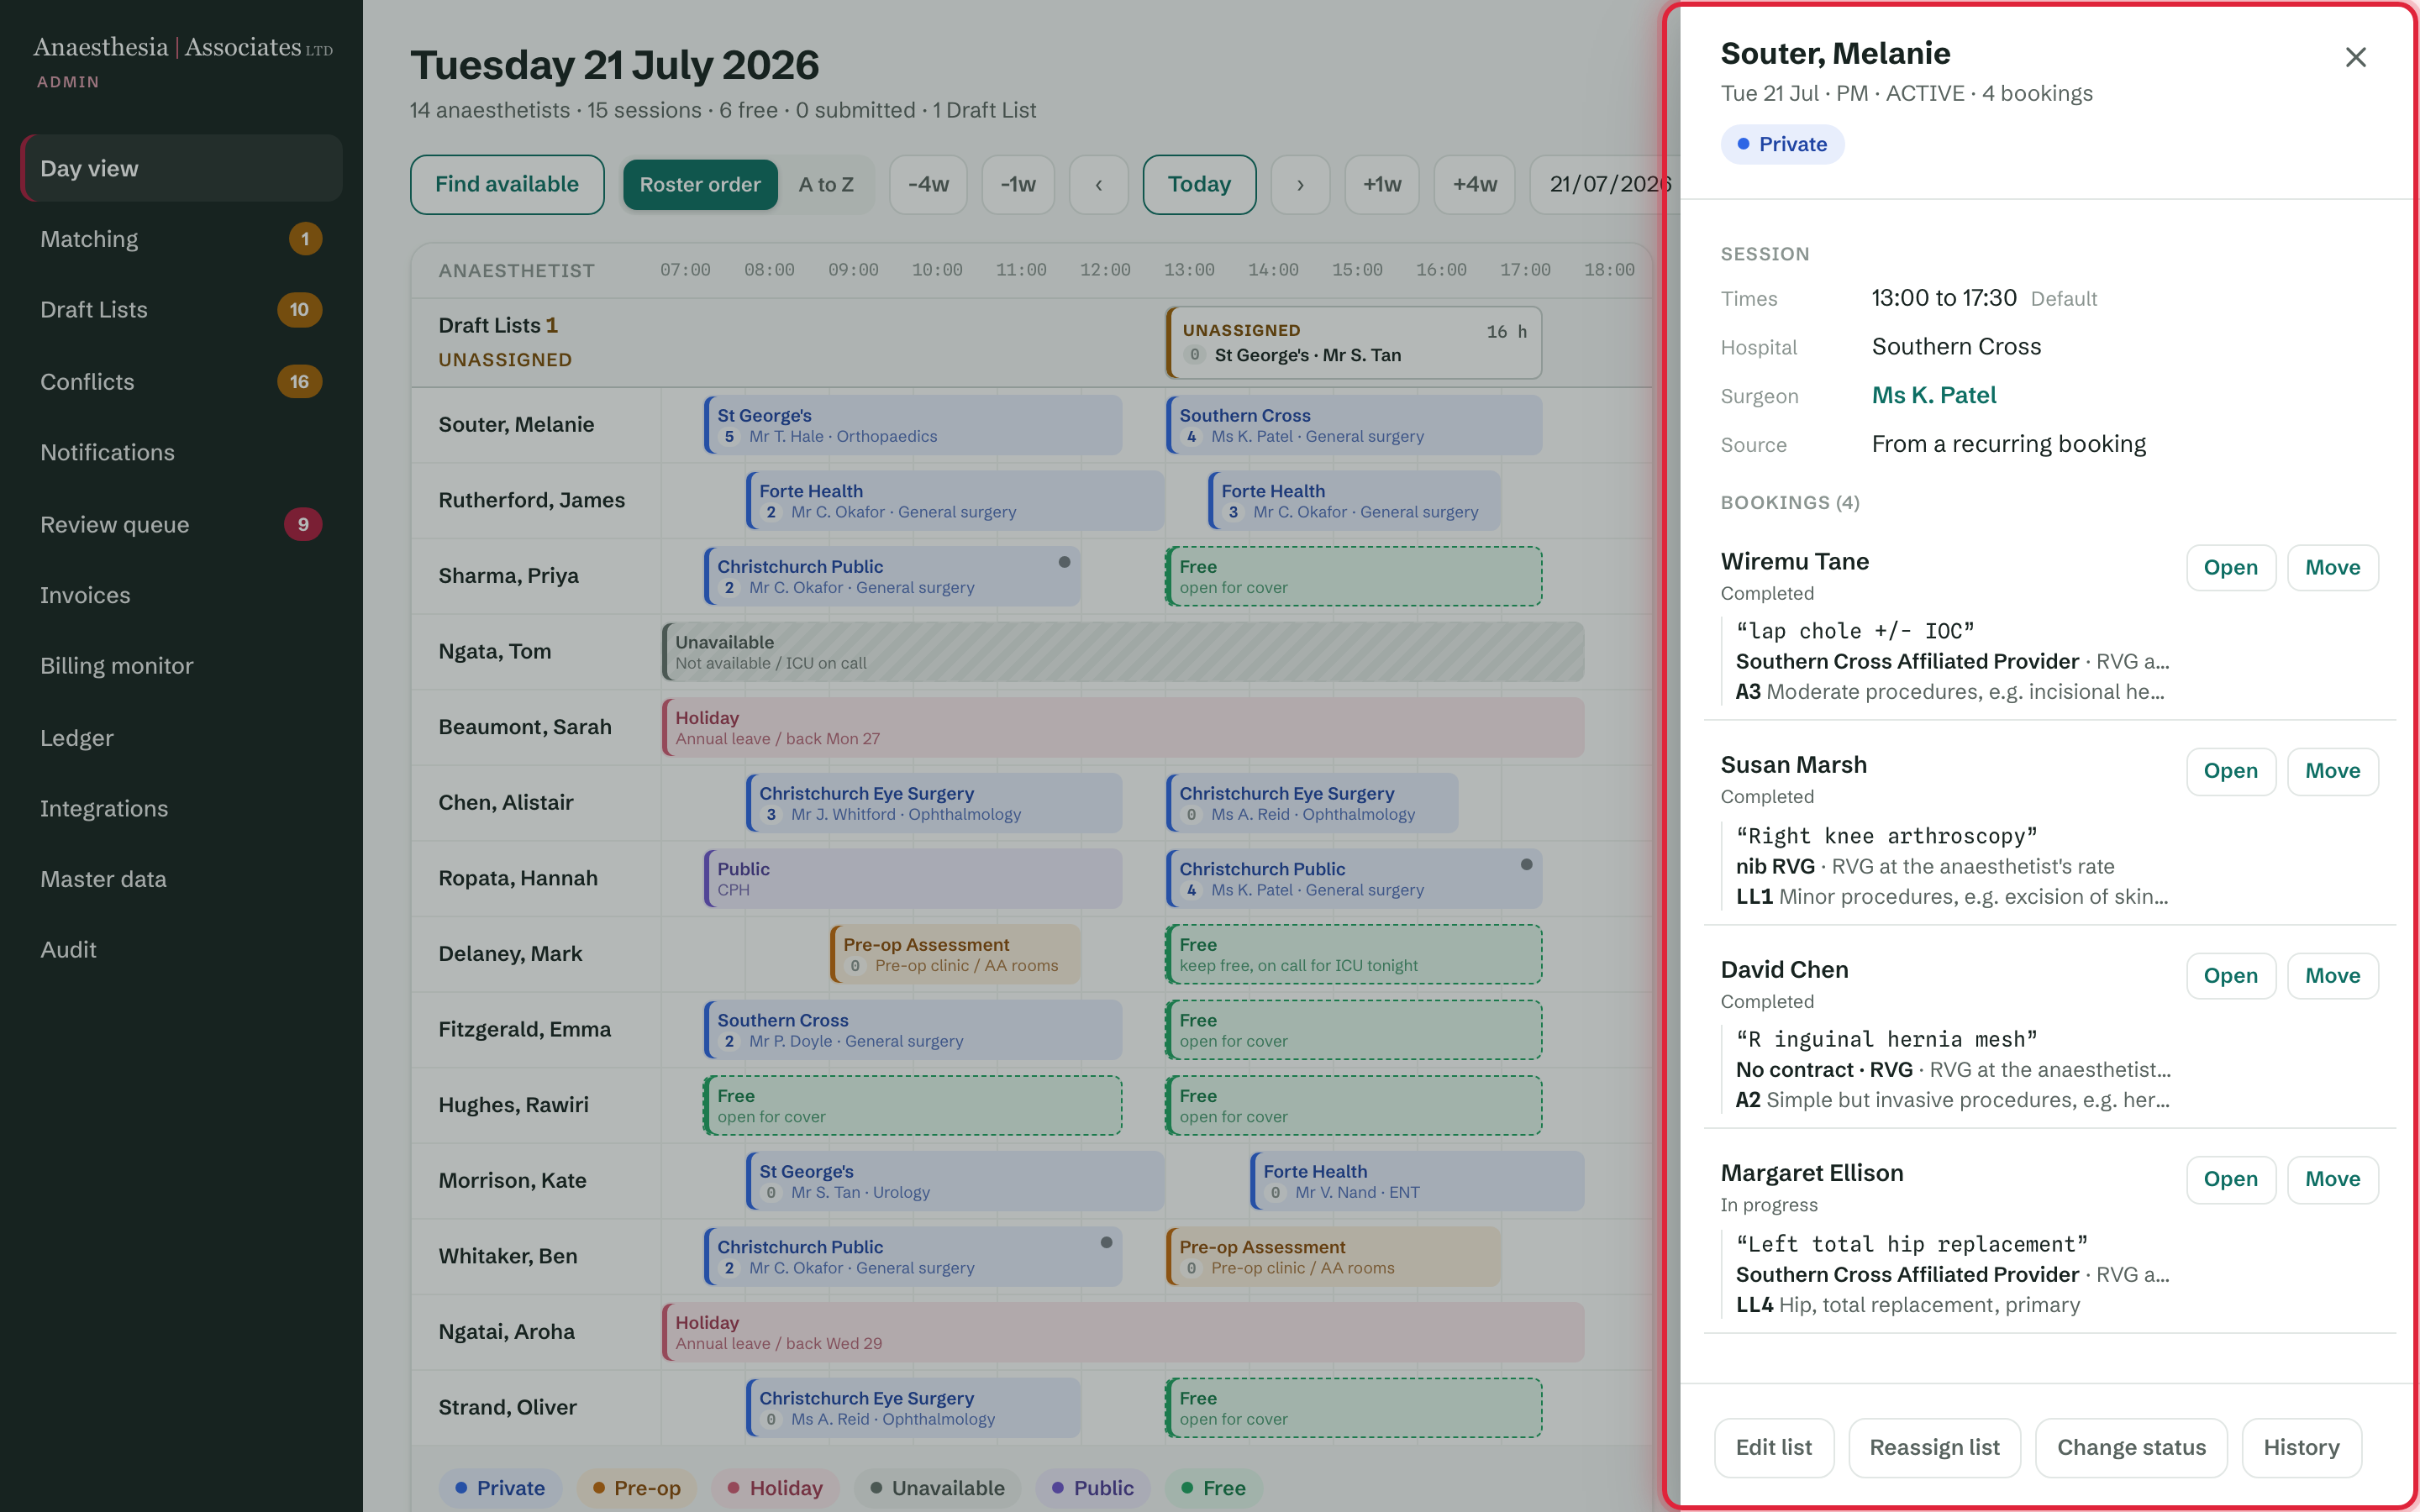 Anaesthesia | Associates LTD
ADMIN
Day view
Matching 1
Draft Lists 10
Conflicts 16
Notifications
Review queue 9
Invoices
Billing monitor
Ledger
Integrations
Master data
Audit
Tuesday 21 July 2026
14 anaesthetists · 15 sessions · 6 free · 0 submitted · 1 Draft List
Find available Roster order A to Z -4w -1w ‹ Today › +1w +4w 21/07/2026
ANAESTHETIST 07:00 08:00 09:00 10:00 11:00 12:00 13:00 14:00 15:00 16:00 17:00 18:00
Draft Lists 1
UNASSIGNED
UNASSIGNED 16 h
0 St George's · Mr S. Tan
Souter, Melanie
St George's
5 Mr T. Hale · Orthopaedics
Southern Cross
4 Ms K. Patel · General surgery
Rutherford, James
Forte Health
2 Mr C. Okafor · General surgery
Forte Health
3 Mr C. Okafor · General surgery
Sharma, Priya
Christchurch Public
2 Mr C. Okafor · General surgery
Free
open for cover
Ngata, Tom
Unavailable
Not available / ICU on call
Beaumont, Sarah
Holiday
Annual leave / back Mon 27
Chen, Alistair
Christchurch Eye Surgery
3 Mr J. Whitford · Ophthalmology
Christchurch Eye Surgery
0 Ms A. Reid · Ophthalmology
Ropata, Hannah
Public
CPH
Christchurch Public
4 Ms K. Patel · General surgery
Delaney, Mark
Pre-op Assessment
0 Pre-op clinic / AA rooms
Free
keep free, on call for ICU tonight
Fitzgerald, Emma
Southern Cross
2 Mr P. Doyle · General surgery
Free
open for cover
Hughes, Rawiri
Free
open for cover
Free
open for cover
Morrison, Kate
St George's
0 Mr S. Tan · Urology
Forte Health
0 Mr V. Nand · ENT
Whitaker, Ben
Christchurch Public
2 Mr C. Okafor · General surgery
Pre-op Assessment
0 Pre-op clinic / AA rooms
Ngatai, Aroha
Holiday
Annual leave / back Wed 29
Strand, Oliver
Christchurch Eye Surgery
0 Ms A. Reid · Ophthalmology
Free
open for cover
Private Pre-op Holiday Unavailable Public Free
Souter, Melanie
Tue 21 Jul · PM · ACTIVE · 4 bookings
Private
SESSION
Times 13:00 to 17:30 Default
Hospital Southern Cross
Surgeon Ms K. Patel
Source From a recurring booking
BOOKINGS (4)
Wiremu Tane Open Move
Completed
“lap chole +/- IOC”
Southern Cross Affiliated Provider · RVG a...
A3 Moderate procedures, e.g. incisional he...
Susan Marsh Open Move
Completed
“Right knee arthroscopy”
nib RVG · RVG at the anaesthetist's rate
LL1 Minor procedures, e.g. excision of skin...
David Chen Open Move
Completed
“R inguinal hernia mesh”
No contract · RVG · RVG at the anaesthetist...
A2 Simple but invasive procedures, e.g. her...
Margaret Ellison Open Move
In progress
“Left total hip replacement”
Southern Cross Affiliated Provider · RVG a...
LL4 Hip, total replacement, primary
Edit list Reassign list Change status History